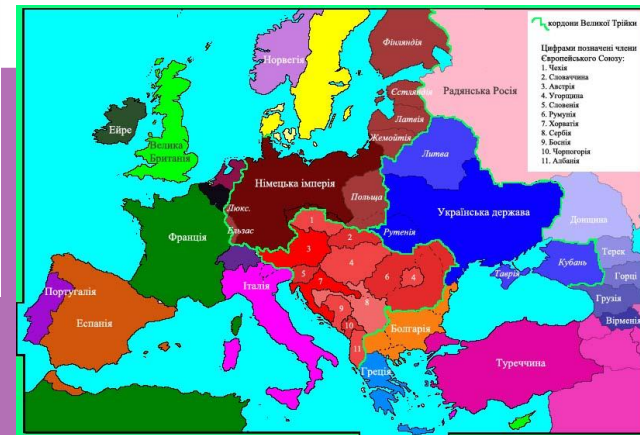 кордони Великої Трійки
Цифрами позначені члени
Європейського Союзу:
1. Чехія
2. Словаччина
3. Австрія
4. Угорщина
5. Словенія
6. Румунія
7. Хорватія
8. Сербія
9. Боснія
10. Чорногорія
11. Албанія
Норвегія
Фінляндія
Радянська Росія
Естляндія
Латвія
Жемойтія
Ейре
Велика
Британія
Литва
Німецька імперія
Польща
Люкс.
Ельзас
Українська держава
Рутенія
Донщина
Франція
1
2
3
4
5
6
4
7
8
9
10
11
Терек
Кубань
Горці
Таврія
Грузія
Вірменія
Італія
Португалія
Еспанія
Болгарія
Греція
Туреччина